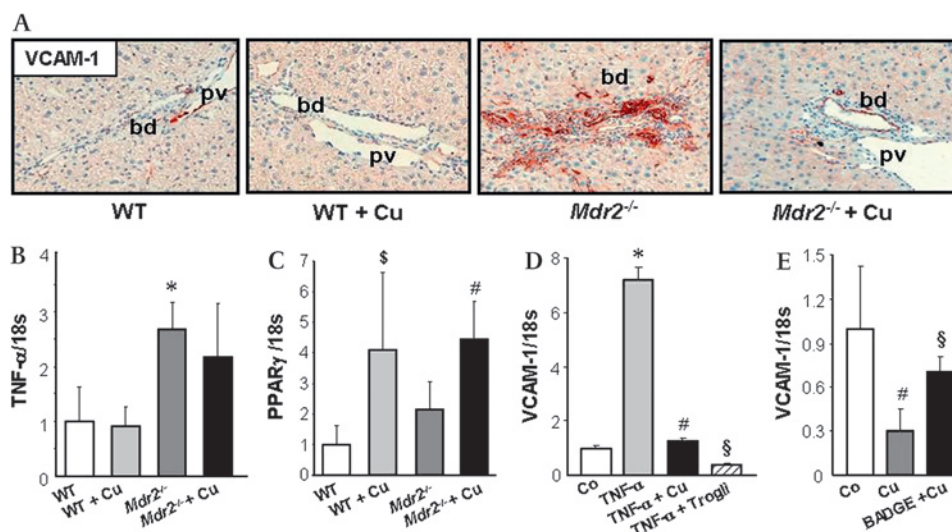 A
VCAM-1
pv
bd
bd
pv
bd
bd
pv
WT
WT + Cu
Mdr2-/-
Mdr2-/- + Cu
B
TNF-α/18s
4
3
2
1
0
*
WT
WT + Cu
Mdr2-/-
Mdr2-/- + Cu
C
PPARγ/18s
7
6
5
4
3
2
1
0
$
#
WT
WT + Cu
Mdr2-/-
Mdr2-/- + Cu
D
VCAM-1/18s
8
6
4
2
0
*
#
§
Co
TNF-α
TNF-α + Cu
TNF-α + Trogli
E
VCAM-1/18s
1.5
1.2
0.9
0.6
0.3
0
#
§
Co
Cu
BADGE +Cu